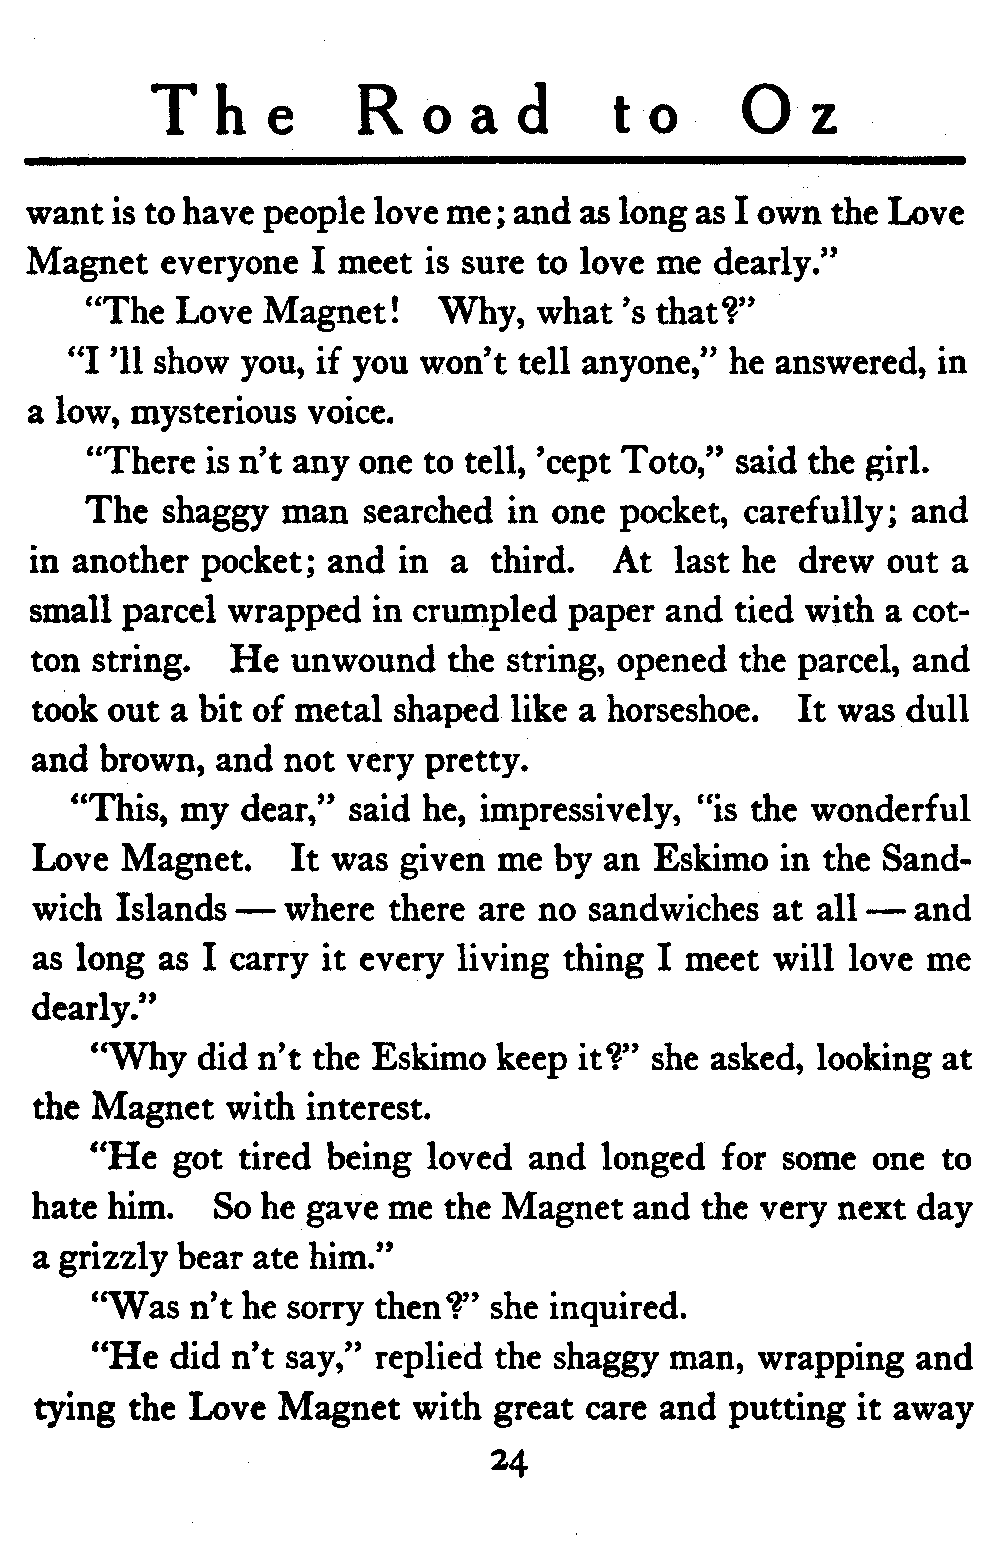 The Road to Oz
want is to have people love me; and as long as I own the Love
Magnet everyone I meet is sure to love me dearly.”
“The Love Magnet! Why, what ’s that?”
“I ’ll show you, if you won’t tell anyone,” he answered, in
a low, mysterious voice.
“There is n’t any one to tell, ’cept Toto,” said the girl.
The shaggy man searched in one pocket, carefully; and
in another pocket; and in a third. At last he drew out a
small parcel wrapped in crumpled paper and tied with a cot-
ton string. He unwound the string, opened the parcel, and
took out a bit of metal shaped like a horseshoe. It was dull
and brown, and not very pretty.
“This, my dear,” said he, impressively, “is the wonderful
Love Magnet. It was given me by an Eskimo in the Sand-
wich Islands — where there are no sandwiches at all — and
as long as I carry it every living thing I meet will love me
dearly.”
“Why did n’t the Eskimo keep it?” she asked, looking at
the Magnet with interest.
“He got tired being loved and longed for some one to
hate him. So he gave me the Magnet and the very next day
a grizzly bear ate him.”
“Was n’t he sorry then?” she inquired.
“He did n’t say,” replied the shaggy man, wrapping and
tying the Love Magnet with great care and putting it away
24